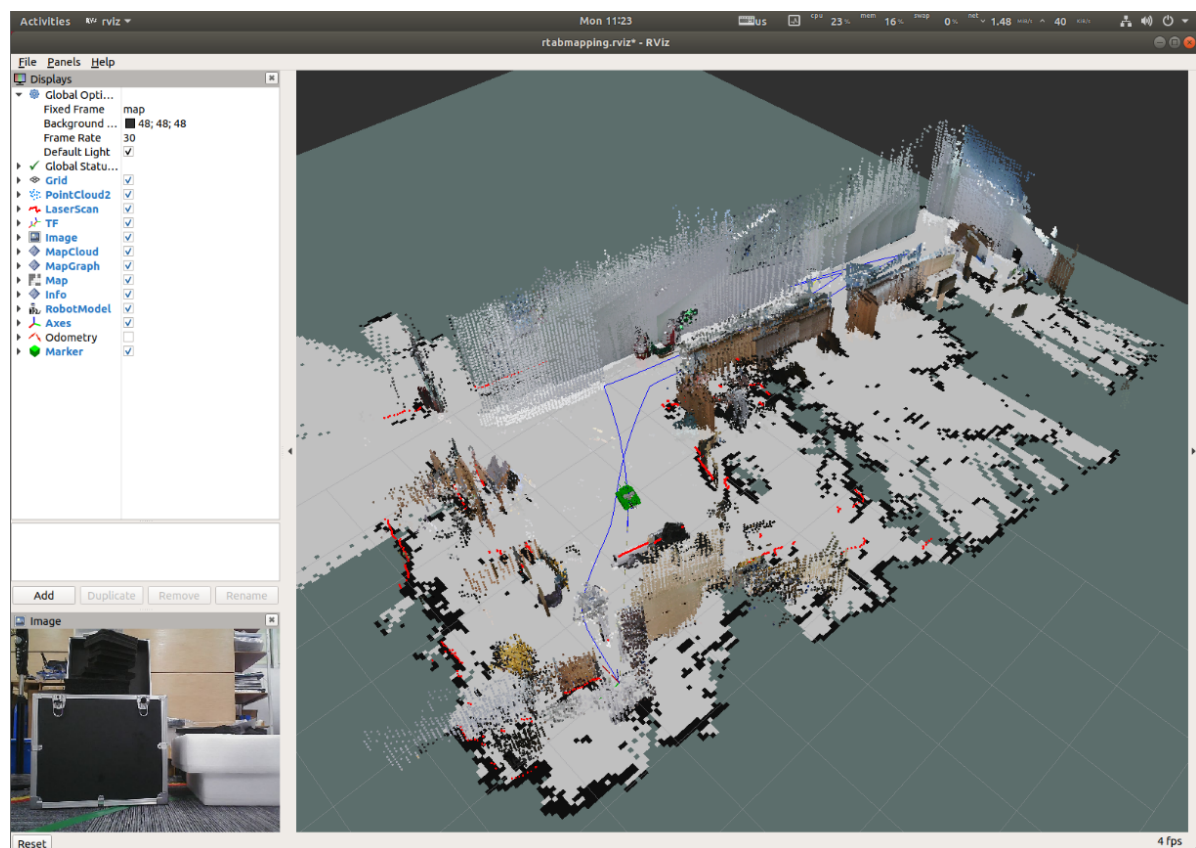 Activities rviz Mon 11:23 us cpu 23 % mem 16 % swap 0 % net 1.48 40
rtabmapping.rviz* - RViz
File Panels Help
Displays
Global Opti...
Fixed Frame map
Background ... 48; 48; 48
Frame Rate 30
Default Light
Global Statu...
Grid
PointCloud2
LaserScan
TF
Image
MapCloud
MapGraph
Map
Info
RobotModel
Axes
Odometry
Marker
Add Duplicate Remove Rename
Image
Reset 4 fps